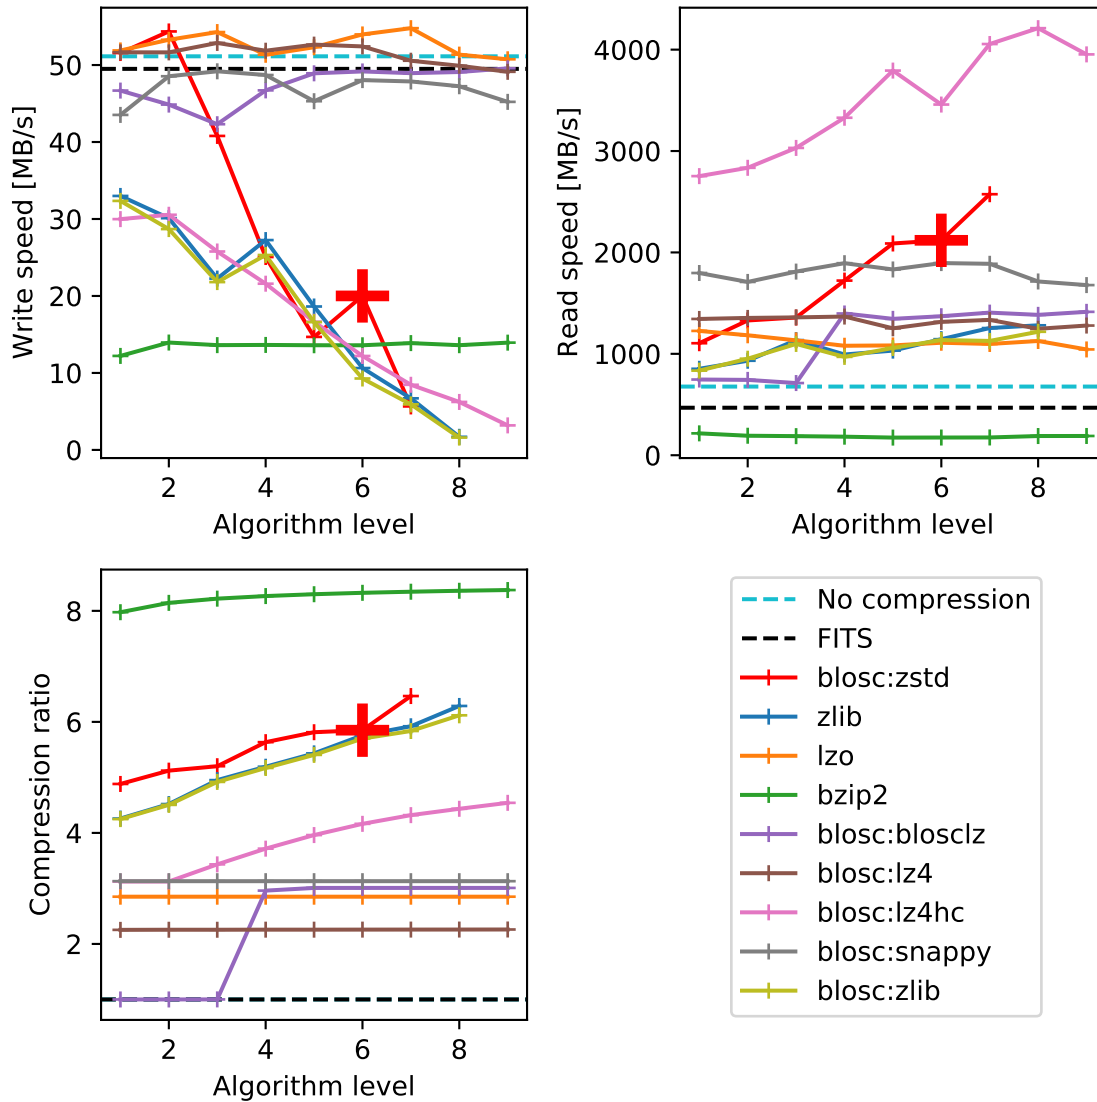 Write speed [MB/s]
50
40
30
20
10
0
2 4 6 8
Algorithm level
Read speed [MB/s]
4000
3000
2000
1000
0
2 4 6 8
Algorithm level
Compression ratio
8
6
4
2
2 4 6 8
Algorithm level
No compression
FITS
blosc:zstd
zlib
lzo
bzip2
blosc:blosclz
blosc:lz4
blosc:lz4hc
blosc:snappy
blosc:zlib